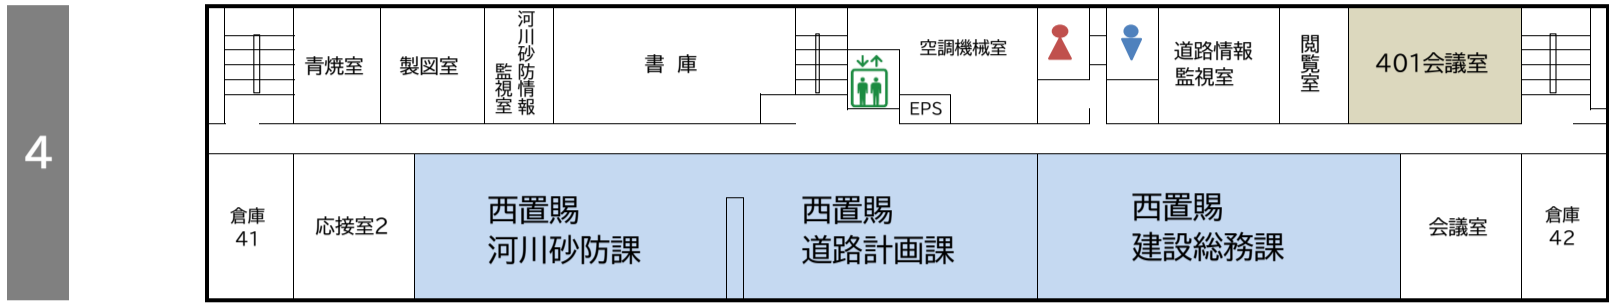 4
青焼室
製図室
河川砂防情報
監視室
書 庫
空調機械室
EPS
道路情報
監視室
閲覧室
401会議室
倉庫
41
応接室2
西置賜
河川砂防課
西置賜
道路計画課
西置賜
建設総務課
会議室
倉庫
42